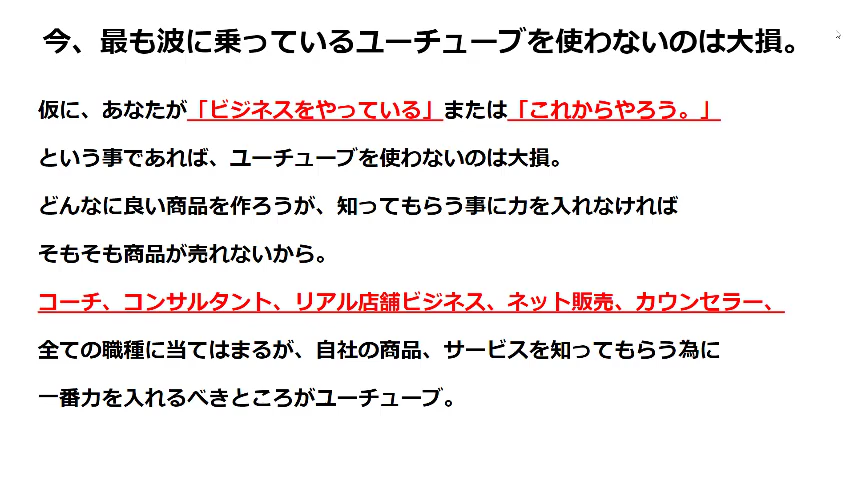 今、最も波に乗っているユーチューブを使わないのは大損。
仮に、あなたが「ビジネスをやっている」または「これからやろう。」
という事であれば、ユーチューブを使わないのは大損。
どんなに良い商品を作ろうが、知ってもらう事に力を入れなければ
そもそも商品が売れないから。
コーチ、コンサルタント、リアル店舗ビジネス、ネット販売、カウンセラー、
全ての職種に当てはまるが、自社の商品、サービスを知ってもらう為に
一番力を入れるべきところがユーチューブ。